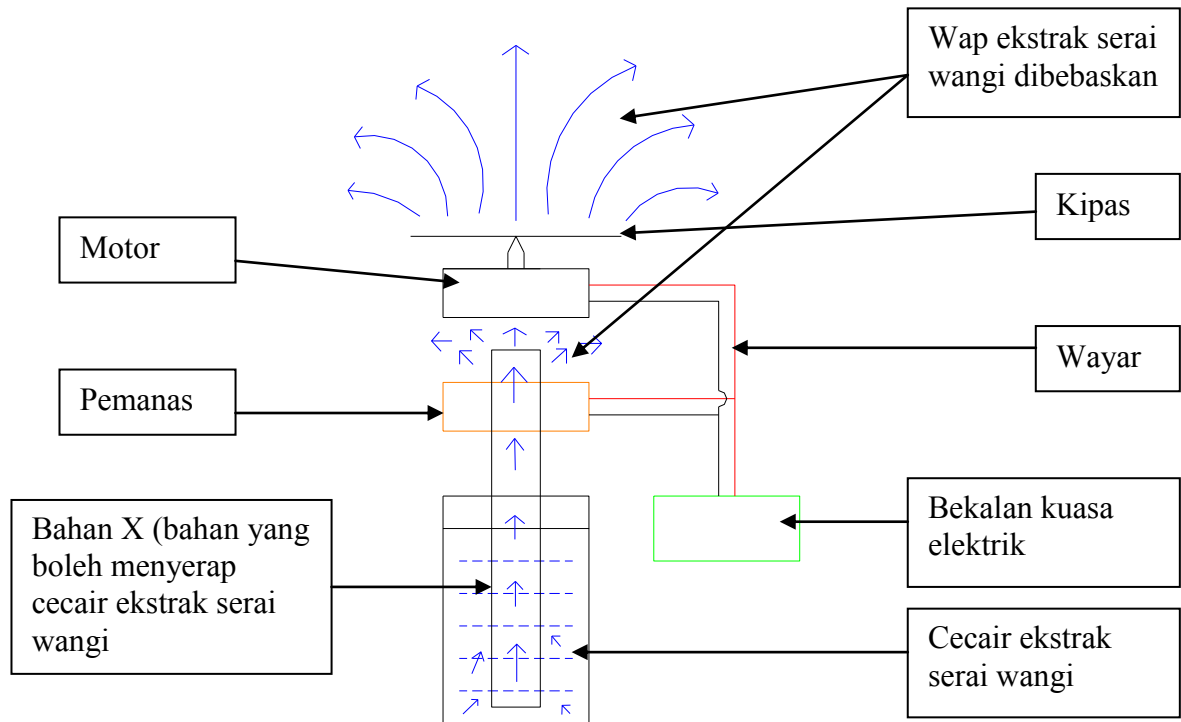 Wap ekstrak serai
wangi dibebaskan
Kipas
Motor
Wayar
Pemanas
Bahan X (bahan yang
boleh menyerap
cecair ekstrak serai
wangi
Bekalan kuasa
elektrik
Cecair ekstrak
serai wangi